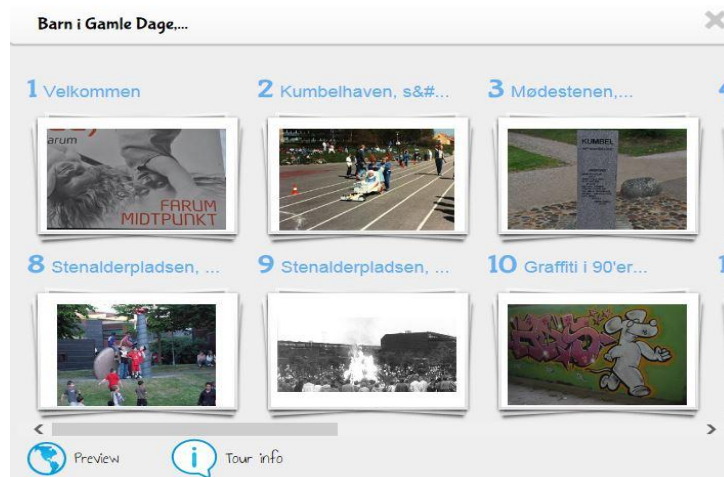 Barn i Gamle Dage,...
1 Velkommen
2 Kumbelhaven, s&#...
3 Mødestenen,...
arum
FARUM
MIDTPUNKT
KUMBEL
8 Stenalderpladsen, ...
9 Stenalderpladsen, ...
10 Graffiti i 90'er...
Preview
Tour info